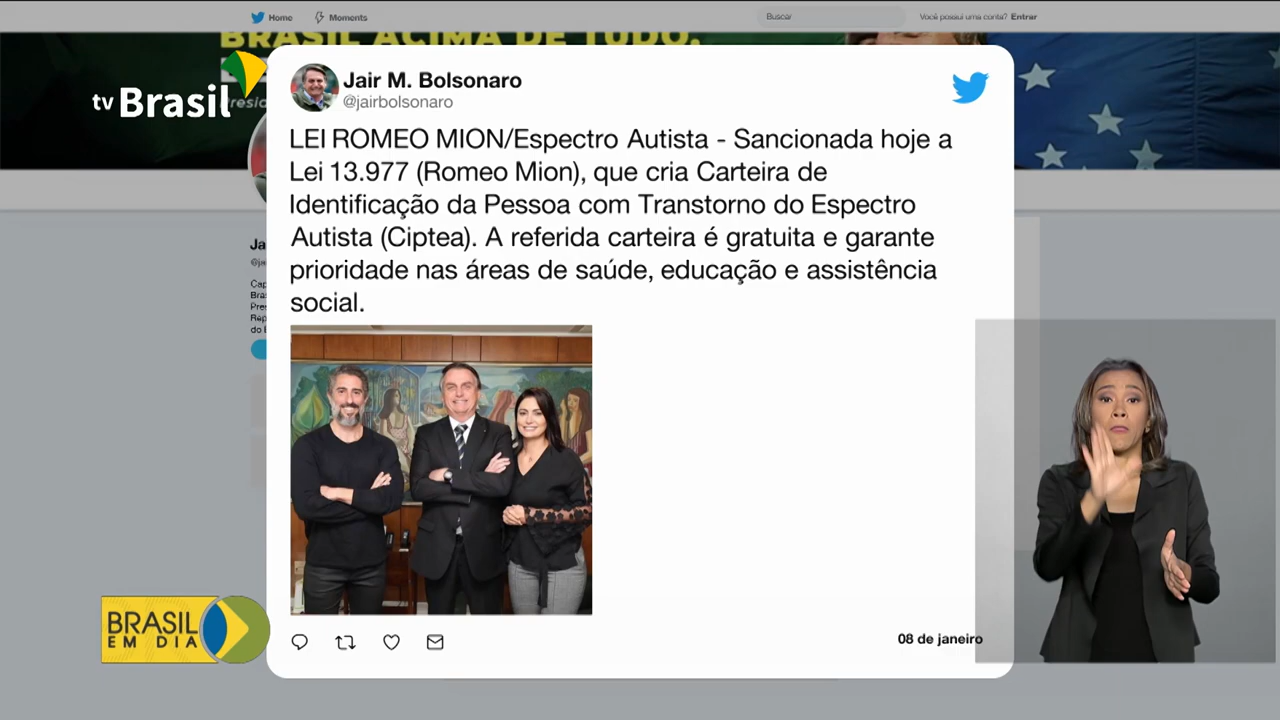 Home
Moments
Buscar
Você possui uma conta? Entrar
BRASIL ACIMA DE TUDO,
tv Brasil
Jair M. Bolsonaro
@jairbolsonaro
LEI ROMEO MION/Espectro Autista - Sancionada hoje a
Lei 13.977 (Romeo Mion), que cria Carteira de
Identificação da Pessoa com Transtorno do Espectro
Autista (Ciptea). A referida carteira é gratuita e garante
prioridade nas áreas de saúde, educação e assistência
social.
08 de janeiro
BRASIL
EM DIA